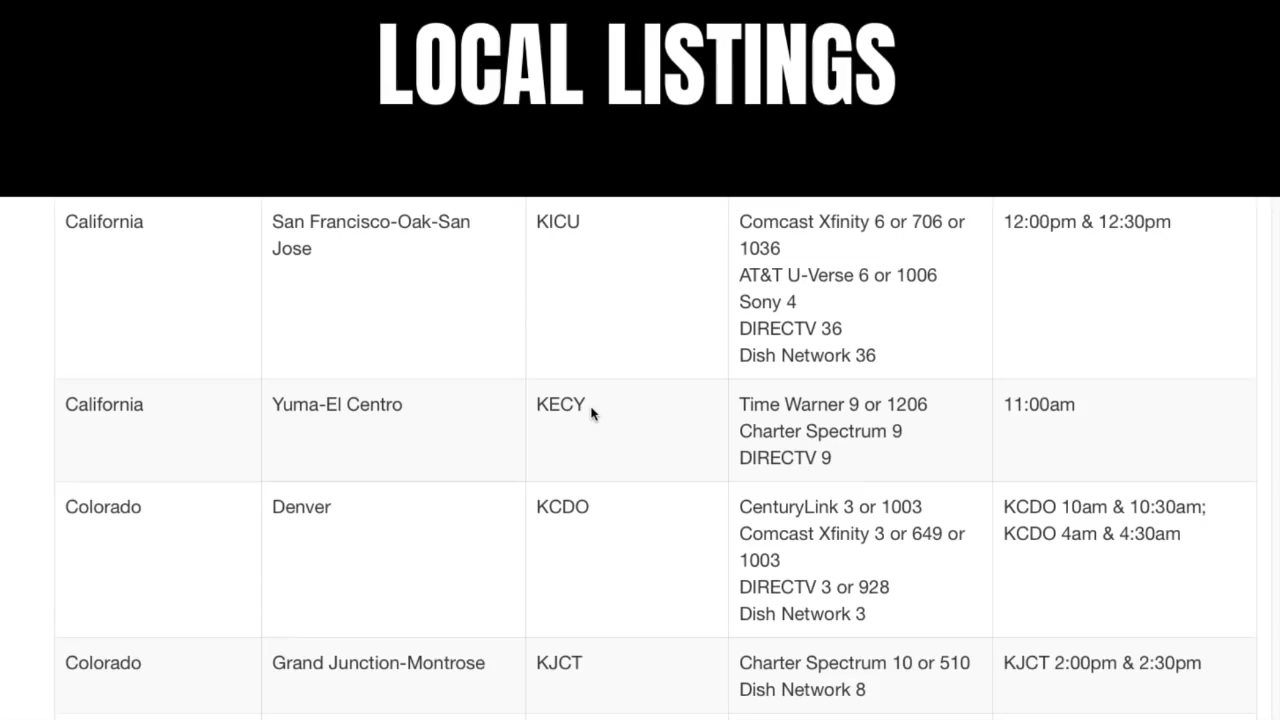 LOCAL LISTINGS
California
San Francisco-Oak-San
Jose
KICU
Comcast Xfinity 6 or 706 or
1036
AT&T U-Verse 6 or 1006
Sony 4
DIRECTV 36
Dish Network 36
12:00pm & 12:30pm
California
Yuma-El Centro
KECY
Time Warner 9 or 1206
Charter Spectrum 9
DIRECTV 9
11:00am
Colorado
Denver
KCDO
CenturyLink 3 or 1003
Comcast Xfinity 3 or 649 or
1003
DIRECTV 3 or 928
Dish Network 3
KCDO 10am & 10:30am;
KCDO 4am & 4:30am
Colorado
Grand Junction-Montrose
KJCT
Charter Spectrum 10 or 510
Dish Network 8
KJCT 2:00pm & 2:30pm